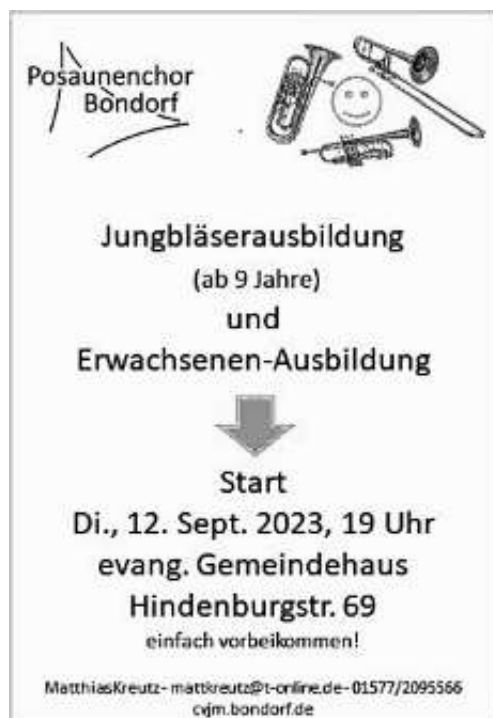 Posaunenchor
Bondorf
Jungbläserausbildung
(ab 9 Jahre)
und
Erwachsenen-Ausbildung
Start
Di., 12. Sept. 2023, 19 Uhr
evang. Gemeindehaus
Hindenburgstr. 69
einfach vorbeikommen!
MatthiasKreutz- mattkreutz@t-online.de- 01577/2095566
cvjm.bondorf.de